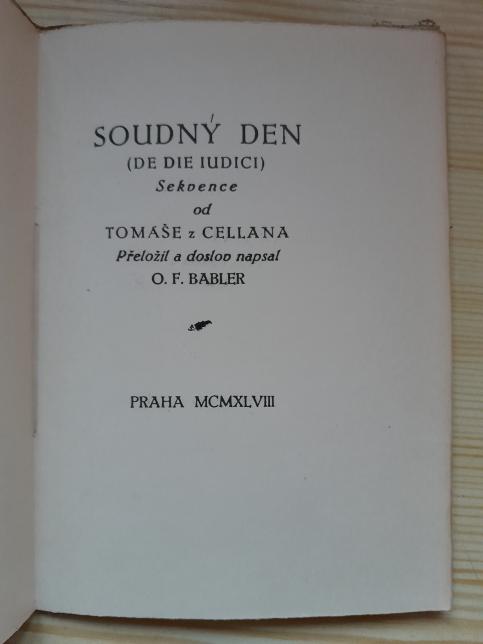 SOUDNÝ DEN
(DE DIE IUDICI)
Sekvence
od
TOMÁŠE z CELLANA
Přeložil a doslov napsal
O. F. BABLER
PRAHA MCMXLVIII